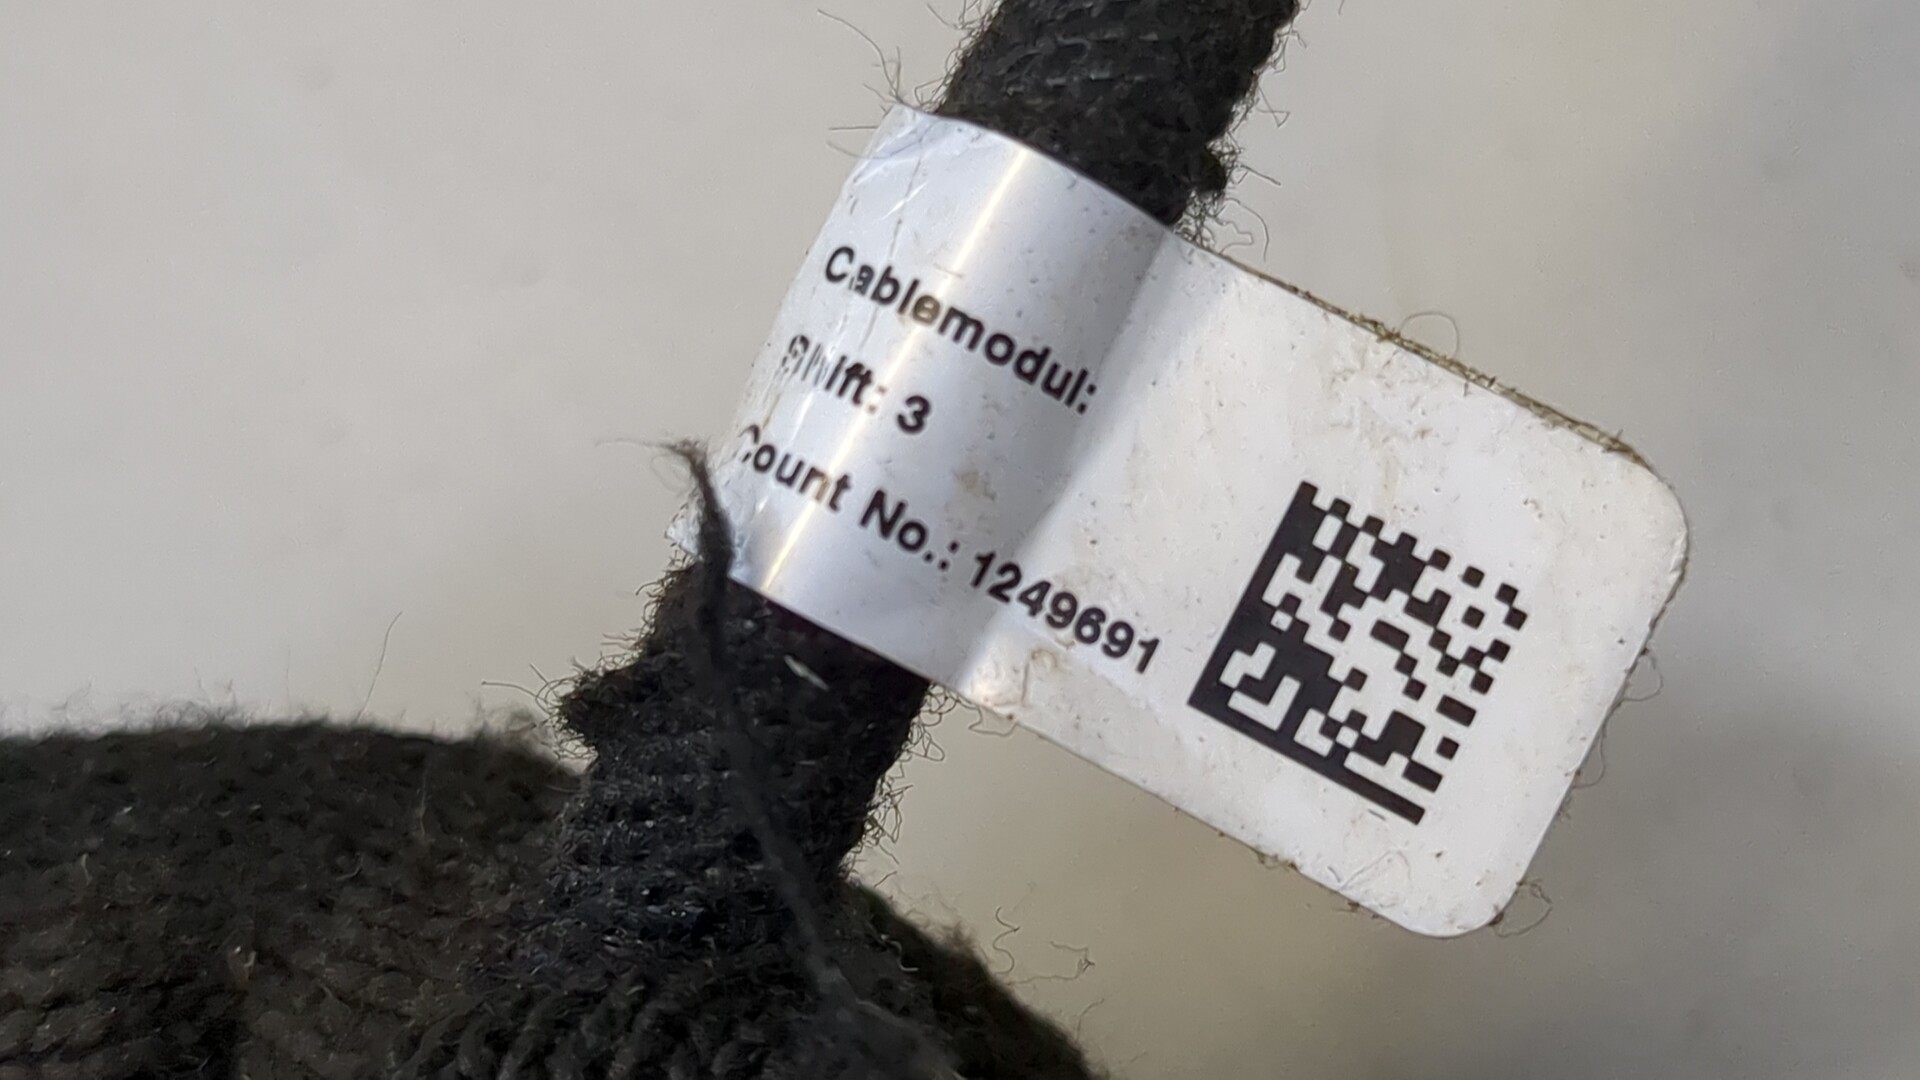 Cablemodul:
Shift: 3
Count No.: 1249691